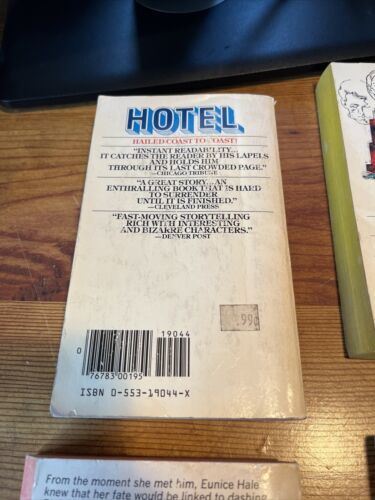 HOTEL
HAILED COAST TO COAST!
"INSTANT READABILITY...
IT CATCHES THE READER BY HIS LAPELS
AND HOLDS HIM
THROUGH ITS LAST CROWDED PAGE."
—CHICAGO TRIBUNE
"A GREAT STORY...AN
ENTHRALLING BOOK THAT IS HARD
TO SURRENDER
UNTIL IT IS FINISHED."
—CLEVELAND PRESS
"FAST-MOVING STORYTELLING
RICH WITH INTERESTING
AND BIZARRE CHARACTERS."
—DENVER POST
.99¢
19044
0
76783 00195
ISBN 0-553-19044-X
From the moment she met him, Eunice Hale
knew that her fate would be linked to dashing